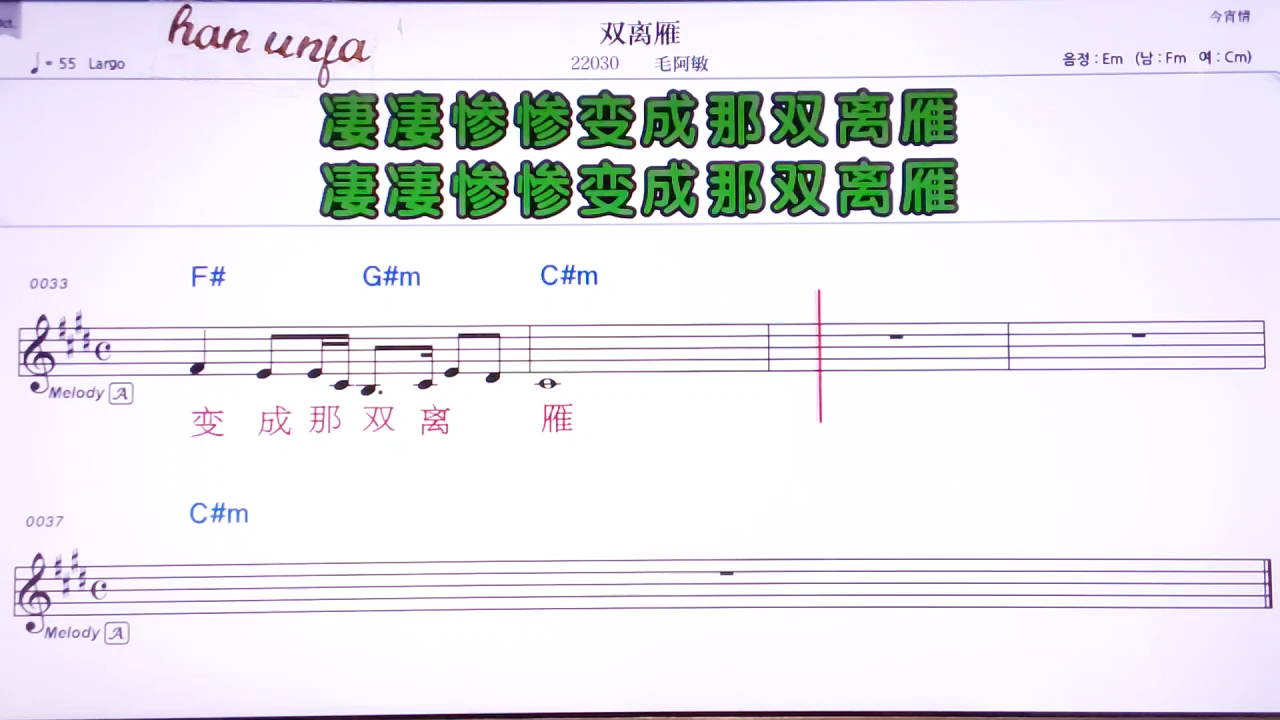 han unfa
双离雁
今宵情
♩= 55 Largo
22030 毛阿敏
음정 : Em (남 : Fm 여 : Cm)
凄凄惨惨变成那双离雁
凄凄惨惨变成那双离雁
0033
F# G#m C#m
Melody A
变 成 那 双 离 雁
0037
C#m
Melody A